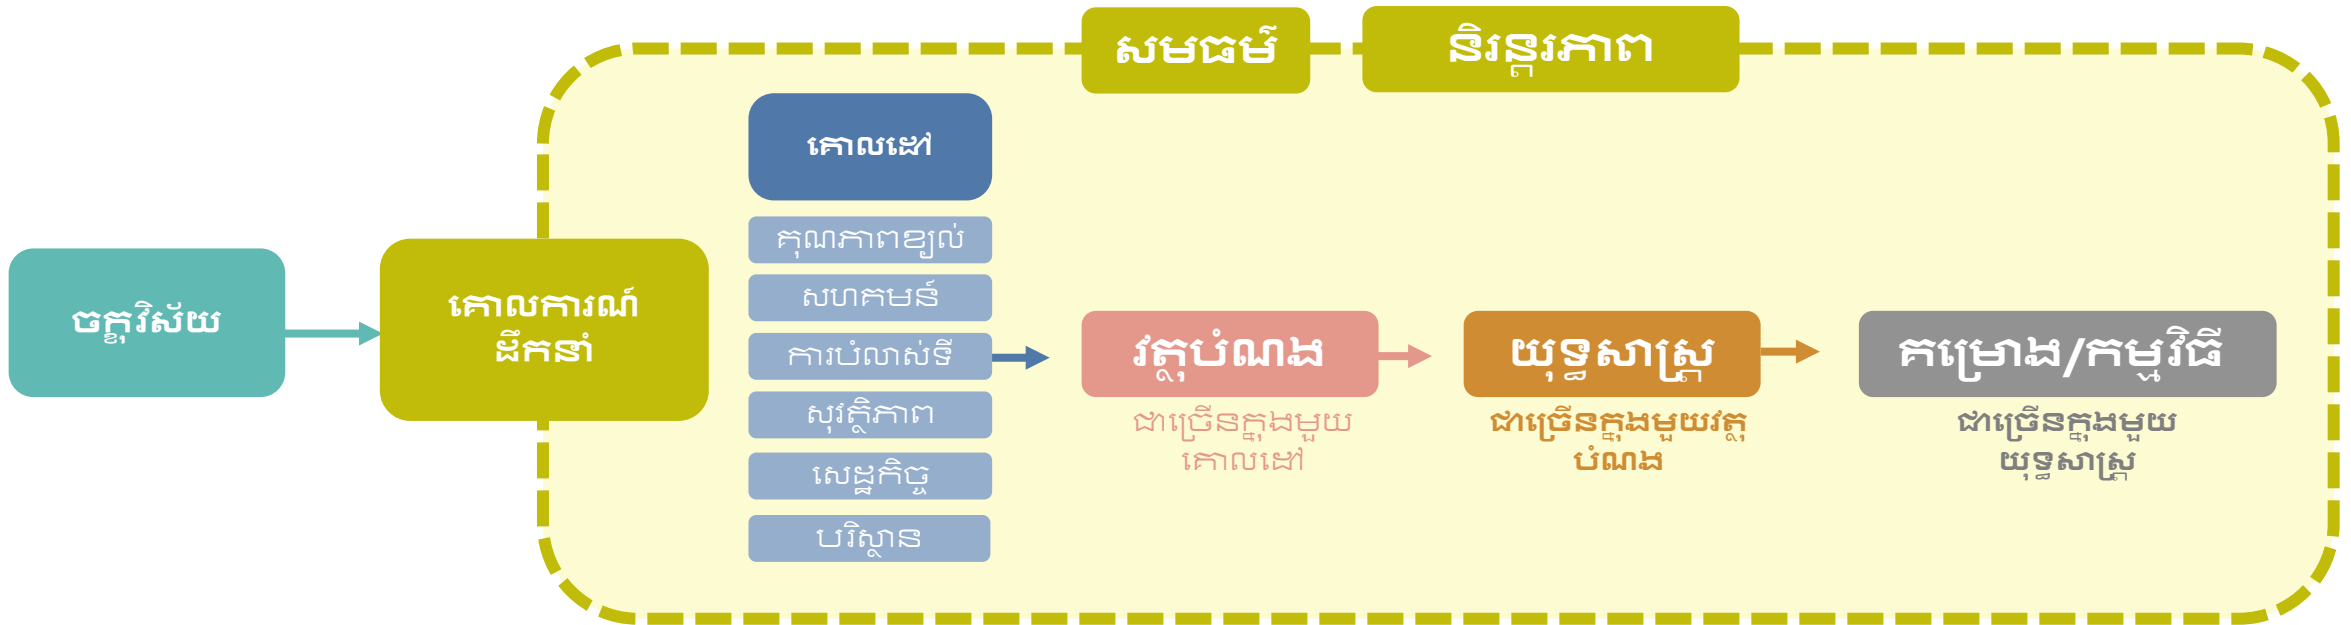 សមធម៌
និរន្តរភាព
គោលដៅ
គុណភាពខ្យល់
សហគមន៍
ការបំលាស់ទី
សុវត្ថិភាព
សេដ្ឋកិច្ច
បរិស្ថាន
ចក្ខុវិស័យ
គោលការណ៍
ដឹកនាំ
វត្ថុបំណង
ជាច្រើនក្នុងមួយ
គោលដៅ
យុទ្ធសាស្ត្រ
ជាច្រើនក្នុងមួយវត្ថុ
បំណង
គម្រោង/កម្មវិធី
ជាច្រើនក្នុងមួយ
យុទ្ធសាស្ត្រ